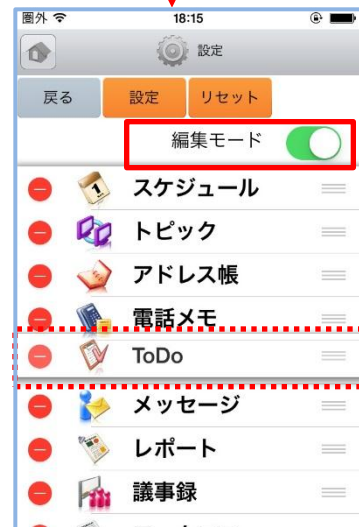 圏外 18:15
設定
戻る 設定 リセット
編集モード
スケジュール
トピック
アドレス帳
電話メモ
ToDo
メッセージ
レポート
議事録